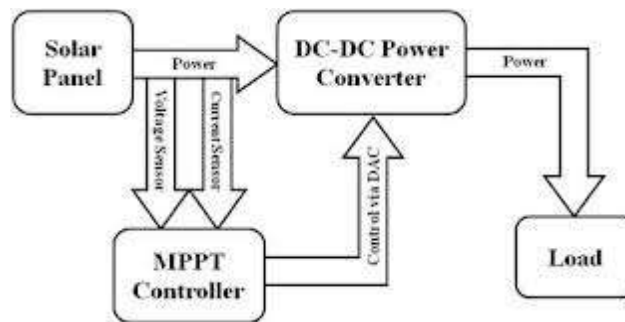 Solar
Panel
Power
DC-DC Power
Converter
Power
Voltage Sensor
Current Sensor
Control via DAC
MPPT
Controller
Load